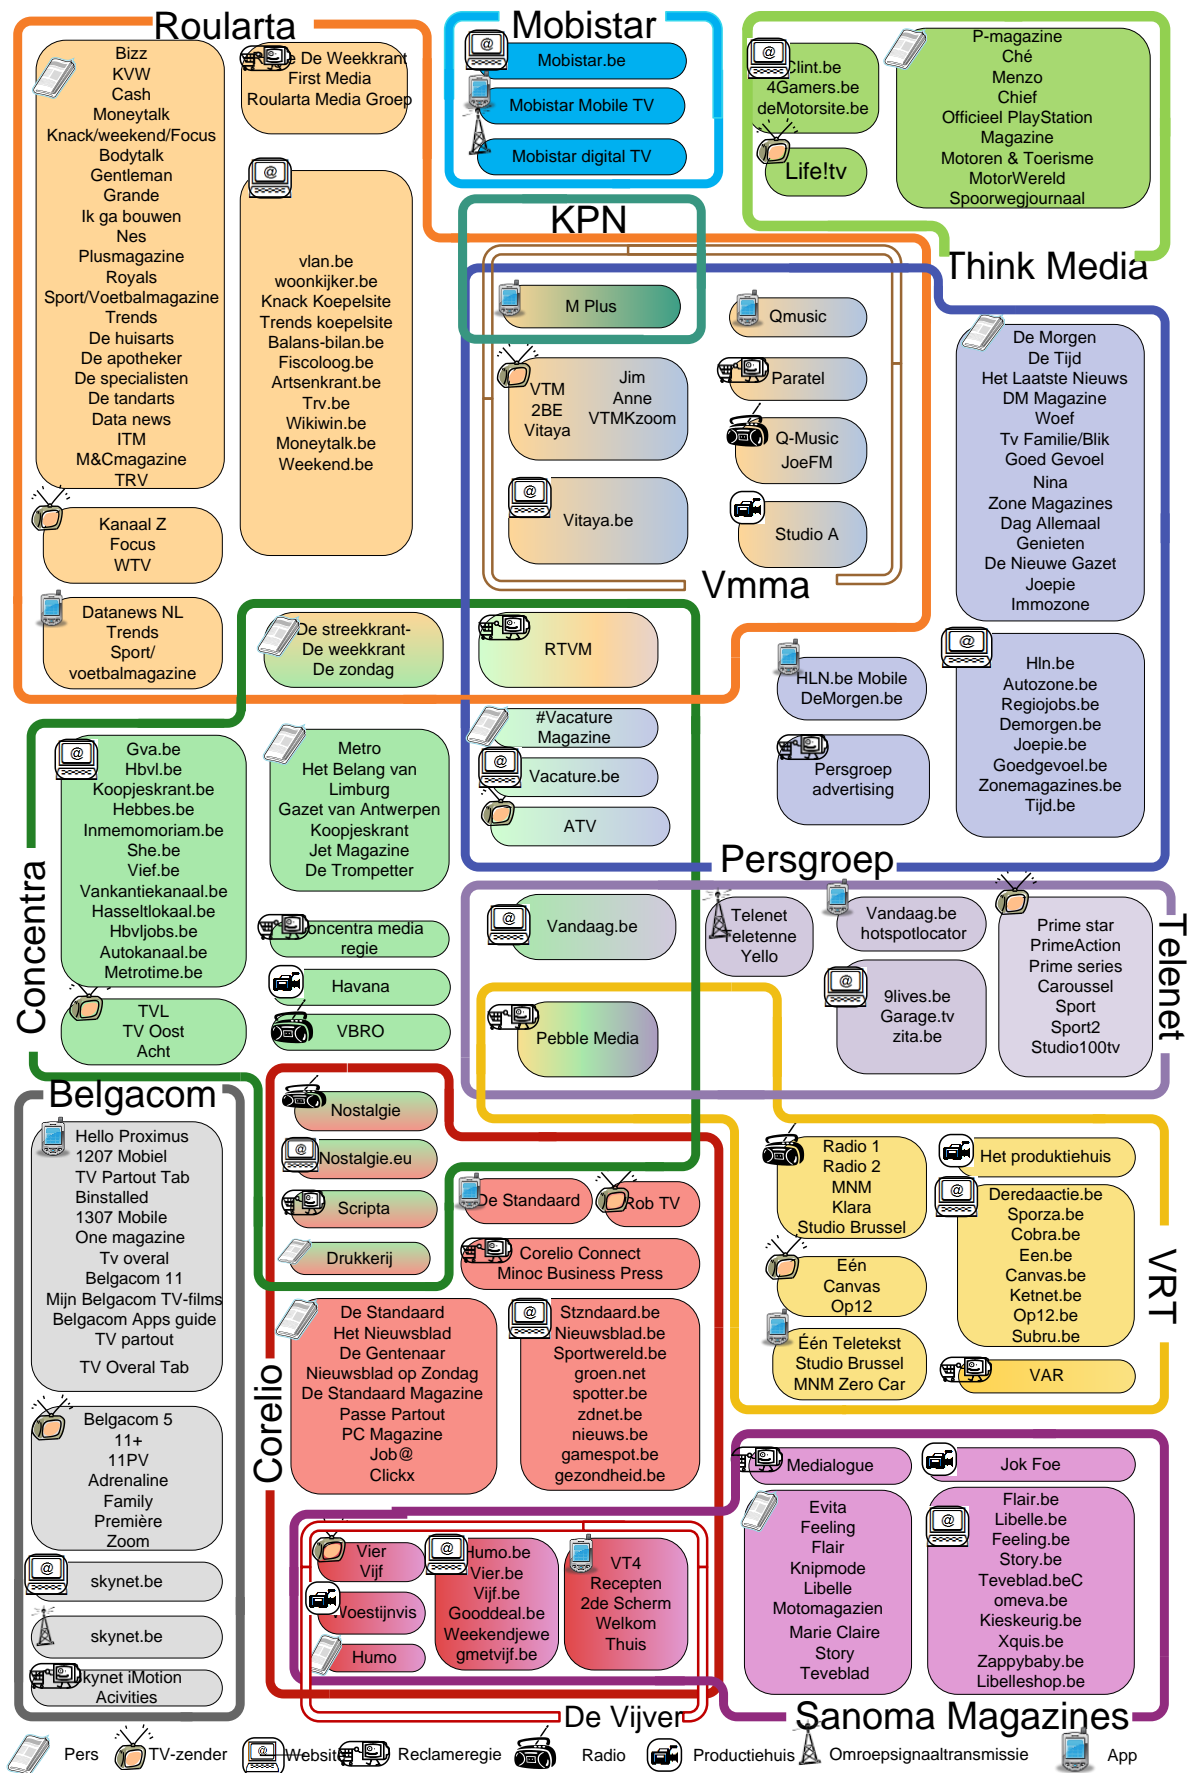 Roularta
Bizz
KVW
Cash
Moneytalk
Knack/weekend/Focus
Bodytalk
Gentleman
Grande
Ik ga bouwen
Nes
Plusmagazine
Royals
Sport/Voetbalmagazine
Trends
De huisarts
De apotheker
De specialisten
De tandarts
Data news
ITM
M&Cmagazine
TRV
De Weekkrant
First Media
Roularta Media Groep
@
vlan.be
woonkijker.be
Knack Koepelsite
Trends koepelsite
Balans-bilan.be
Fiscoloog.be
Artsenkrant.be
Trv.be
Wikiwin.be
Moneytalk.be
Weekend.be
Kanaal Z
Focus
WTV
Datanews NL
Trends
Sport/
voetbalmagazine
Mobistar
@
Mobistar.be
Mobistar Mobile TV
Mobistar digital TV
@
Clint.be
4Gamers.be
deMotorsite.be
Life!tv
P-magazine
Ché
Menzo
Chief
Officieel PlayStation
Magazine
Motoren & Toerisme
MotorWereld
Spoorwegjournaal
Think Media
KPN
M Plus
Qmusic
VTM
2BE
Vitaya
Jim
Anne
VTMKzoom
Paratel
Q-Music
JoeFM
@
Vitaya.be
Studio A
Vmma
De Morgen
De Tijd
Het Laatste Nieuws
DM Magazine
Woef
Tv Familie/Blik
Goed Gevoel
Nina
Zone Magazines
Dag Allemaal
Genieten
De Nieuwe Gazet
Joepie
Immozone
@
Hln.be
Autozone.be
Regiojobs.be
Demorgen.be
Joepie.be
Goedgevoel.be
Zonemagazines.be
Tijd.be
HLN.be Mobile
DeMorgen.be
Persgroep
advertising
Persgroep
De streekkrant-
De weekkrant
De zondag
RTVM
#Vacature
Magazine
@
Vacature.be
ATV
Concentra
@
Gva.be
Hbvl.be
Koopjeskrant.be
Hebbes.be
Inmemomoriam.be
She.be
Vief.be
Vankantiekanaal.be
Hasseltlokaal.be
Hbvljobs.be
Autokanaal.be
Metrotime.be
Metro
Het Belang van
Limburg
Gazet van Antwerpen
Koopjeskrant
Jet Magazine
De Trompetter
Concentra media
regie
Havana
VBRO
TVL
TV Oost
Acht
Telenet
@
Vandaag.be
Telenet
Teletenne
Yello
Vandaag.be
hotspotlocator
@
9lives.be
Garage.tv
zita.be
Prime star
PrimeAction
Prime series
Caroussel
Sport
Sport2
Studio100tv
Pebble Media
Belgacom
Hello Proximus
1207 Mobiel
TV Partout Tab
Binstalled
1307 Mobile
One magazine
Tv overal
Belgacom 11
Mijn Belgacom TV-films
Belgacom Apps guide
TV partout
TV Overal Tab
Belgacom 5
11+
11PV
Adrenaline
Family
Première
Zoom
@
skynet.be
skynet.be
Skynet iMotion
Acivities
Corelio
Nostalgie
@
Nostalgie.eu
Scripta
Drukkerij
De Standaard
Rob TV
Corelio Connect
Minoc Business Press
De Standaard
Het Nieuwsblad
De Gentenaar
Nieuwsblad op Zondag
De Standaard Magazine
Passe Partout
PC Magazine
Job@
Clickx
@
Stzndaard.be
Nieuwsblad.be
Sportwereld.be
groen.net
spotter.be
zdnet.be
nieuws.be
gamespot.be
gezondheid.be
VRT
Radio 1
Radio 2
MNM
Klara
Studio Brussel
Het produktiehuis
@
Deredaactie.be
Sporza.be
Cobra.be
Een.be
Canvas.be
Ketnet.be
Op12.be
Subru.be
Eén
Canvas
Op12
Één Teletekst
Studio Brussel
MNM Zero Car
VAR
Medialogue
Jok Foe
Evita
Feeling
Flair
Knipmode
Libelle
Motomagazien
Marie Claire
Story
Teveblad
@
Flair.be
Libelle.be
Feeling.be
Story.be
Teveblad.beC
omeva.be
Kieskeurig.be
Xquis.be
Zappybaby.be
Libelleshop.be
Sanoma Magazines
Vier
Vijf
Woestijnvis
Humo
@
Humo.be
Vier.be
Vijf.be
Gooddeal.be
Weekendjewe
gmetvijf.be
VT4
Recepten
2de Scherm
Welkom
Thuis
De Vijver
Pers
TV-zender
@
Website
Reclameregie
Radio
Productiehuis
Omroepsignaaltransmissie
App